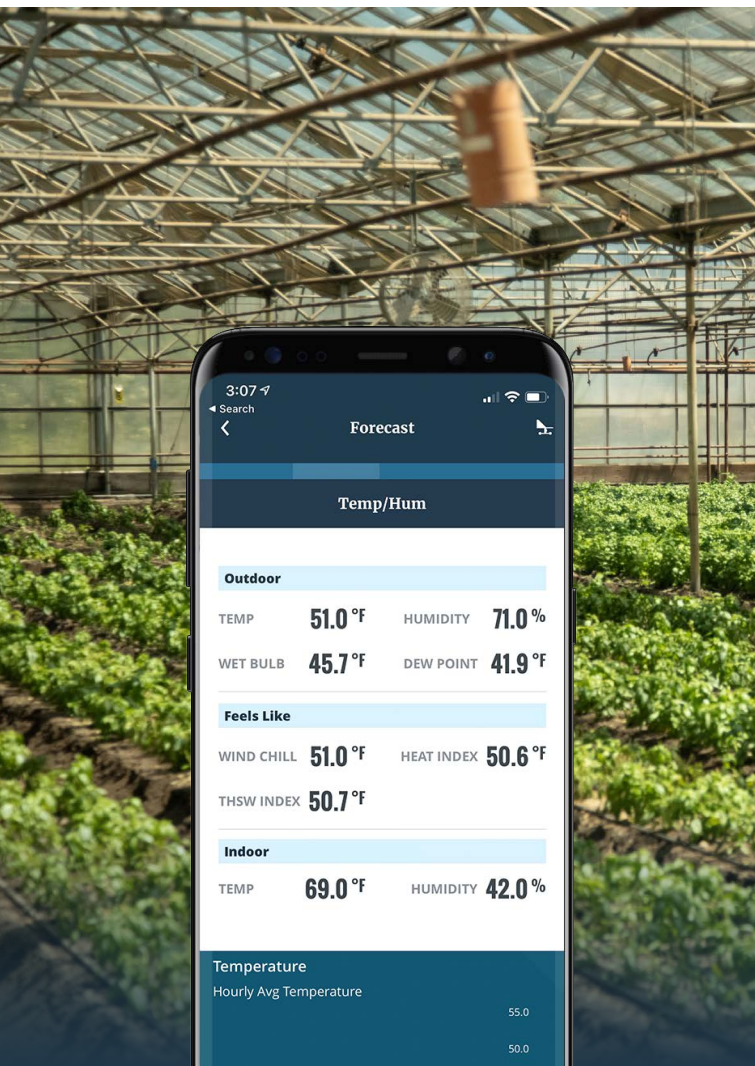 3:07
Search
Forecast
Temp/Hum
Outdoor
TEMP 51.0 °F HUMIDITY 71.0 %
WET BULB 45.7 °F DEW POINT 41.9 °F
Feels Like
WIND CHILL 51.0 °F HEAT INDEX 50.6 °F
THSW INDEX 50.7 °F
Indoor
TEMP 69.0 °F HUMIDITY 42.0 %
Temperature
Hourly Avg Temperature
55.0
50.0